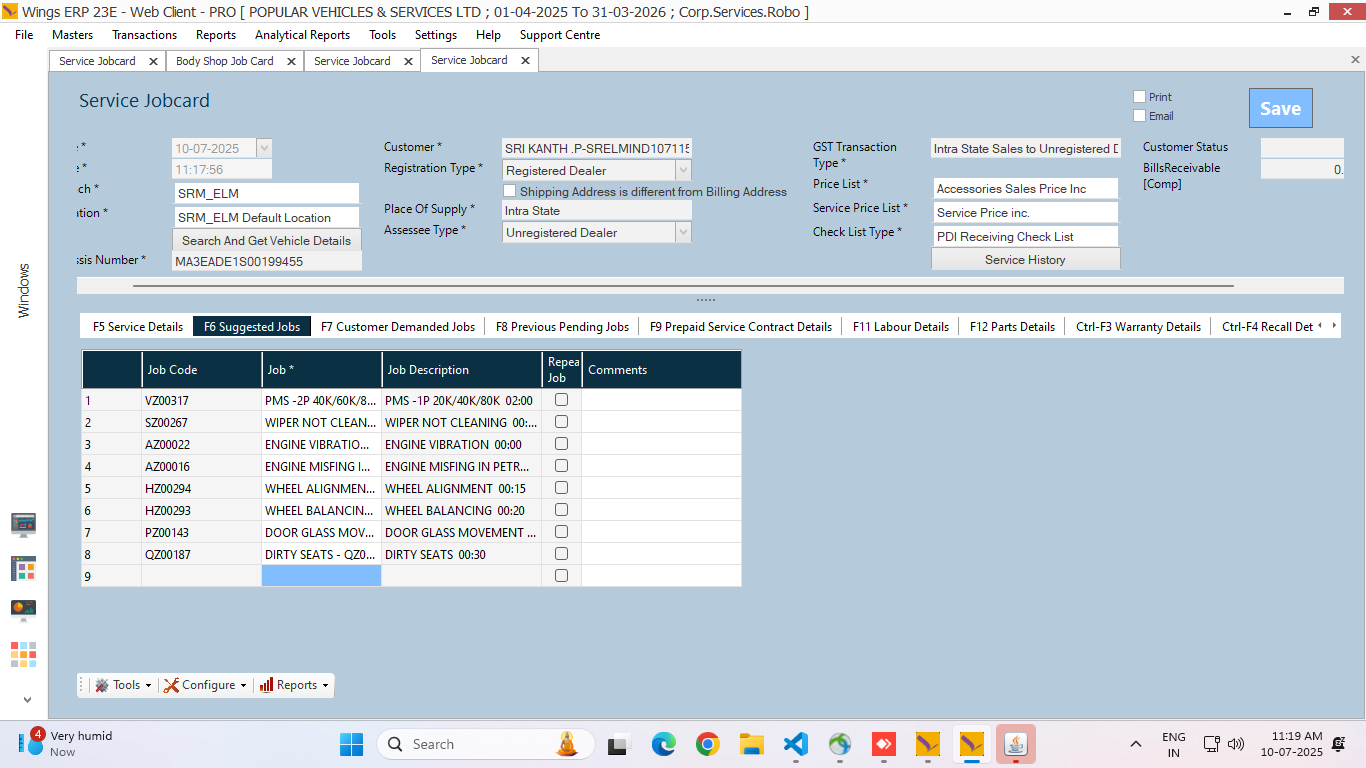 Wings ERP 23E - Web Client - PRO [ POPULAR VEHICLES & SERVICES LTD ; 01-04-2025 To 31-03-2026 ; Corp.Services.Robo ]
File Masters Transactions Reports Analytical Reports Tools Settings Help Support Centre
Service Jobcard Body Shop Job Card Service Jobcard Service Jobcard
Service Jobcard
Print
Email
Save
10-07-2025
11:17:56
SRM_ELM
SRM_ELM Default Location
Search And Get Vehicle Details
ssis Number * MA3EADE1S00199455
Customer * SRI KANTH .P-SRELMIND107115
Registration Type * Registered Dealer
Shipping Address is different from Billing Address
Place Of Supply * Intra State
Assessee Type * Unregistered Dealer
GST Transaction Type * Intra State Sales to Unregistered D
Price List * Accessories Sales Price Inc
Service Price List * Service Price inc.
Check List Type * PDI Receiving Check List
Service History
Customer Status
BillsReceivable [Comp] 0.
Windows
F5 Service Details F6 Suggested Jobs F7 Customer Demanded Jobs F8 Previous Pending Jobs F9 Prepaid Service Contract Details F11 Labour Details F12 Parts Details Ctrl-F3 Warranty Details Ctrl-F4 Recall Det
Job Code Job * Job Description Repea Job Comments
1 VZ00317 PMS -2P 40K/60K/8... PMS -1P 20K/40K/80K 02:00
2 SZ00267 WIPER NOT CLEAN... WIPER NOT CLEANING 00:...
3 AZ00022 ENGINE VIBRATIO... ENGINE VIBRATION 00:00
4 AZ00016 ENGINE MISFING I... ENGINE MISFING IN PETR...
5 HZ00294 WHEEL ALIGNMEN... WHEEL ALIGNMENT 00:15
6 HZ00293 WHEEL BALANCING... WHEEL BALANCING 00:20
7 PZ00143 DOOR GLASS MOV... DOOR GLASS MOVEMENT ...
8 QZ00187 DIRTY SEATS - QZ0... DIRTY SEATS 00:30
9
Tools Configure Reports
4 Very humid
Now
Search
ENG
IN
11:19 AM
10-07-2025